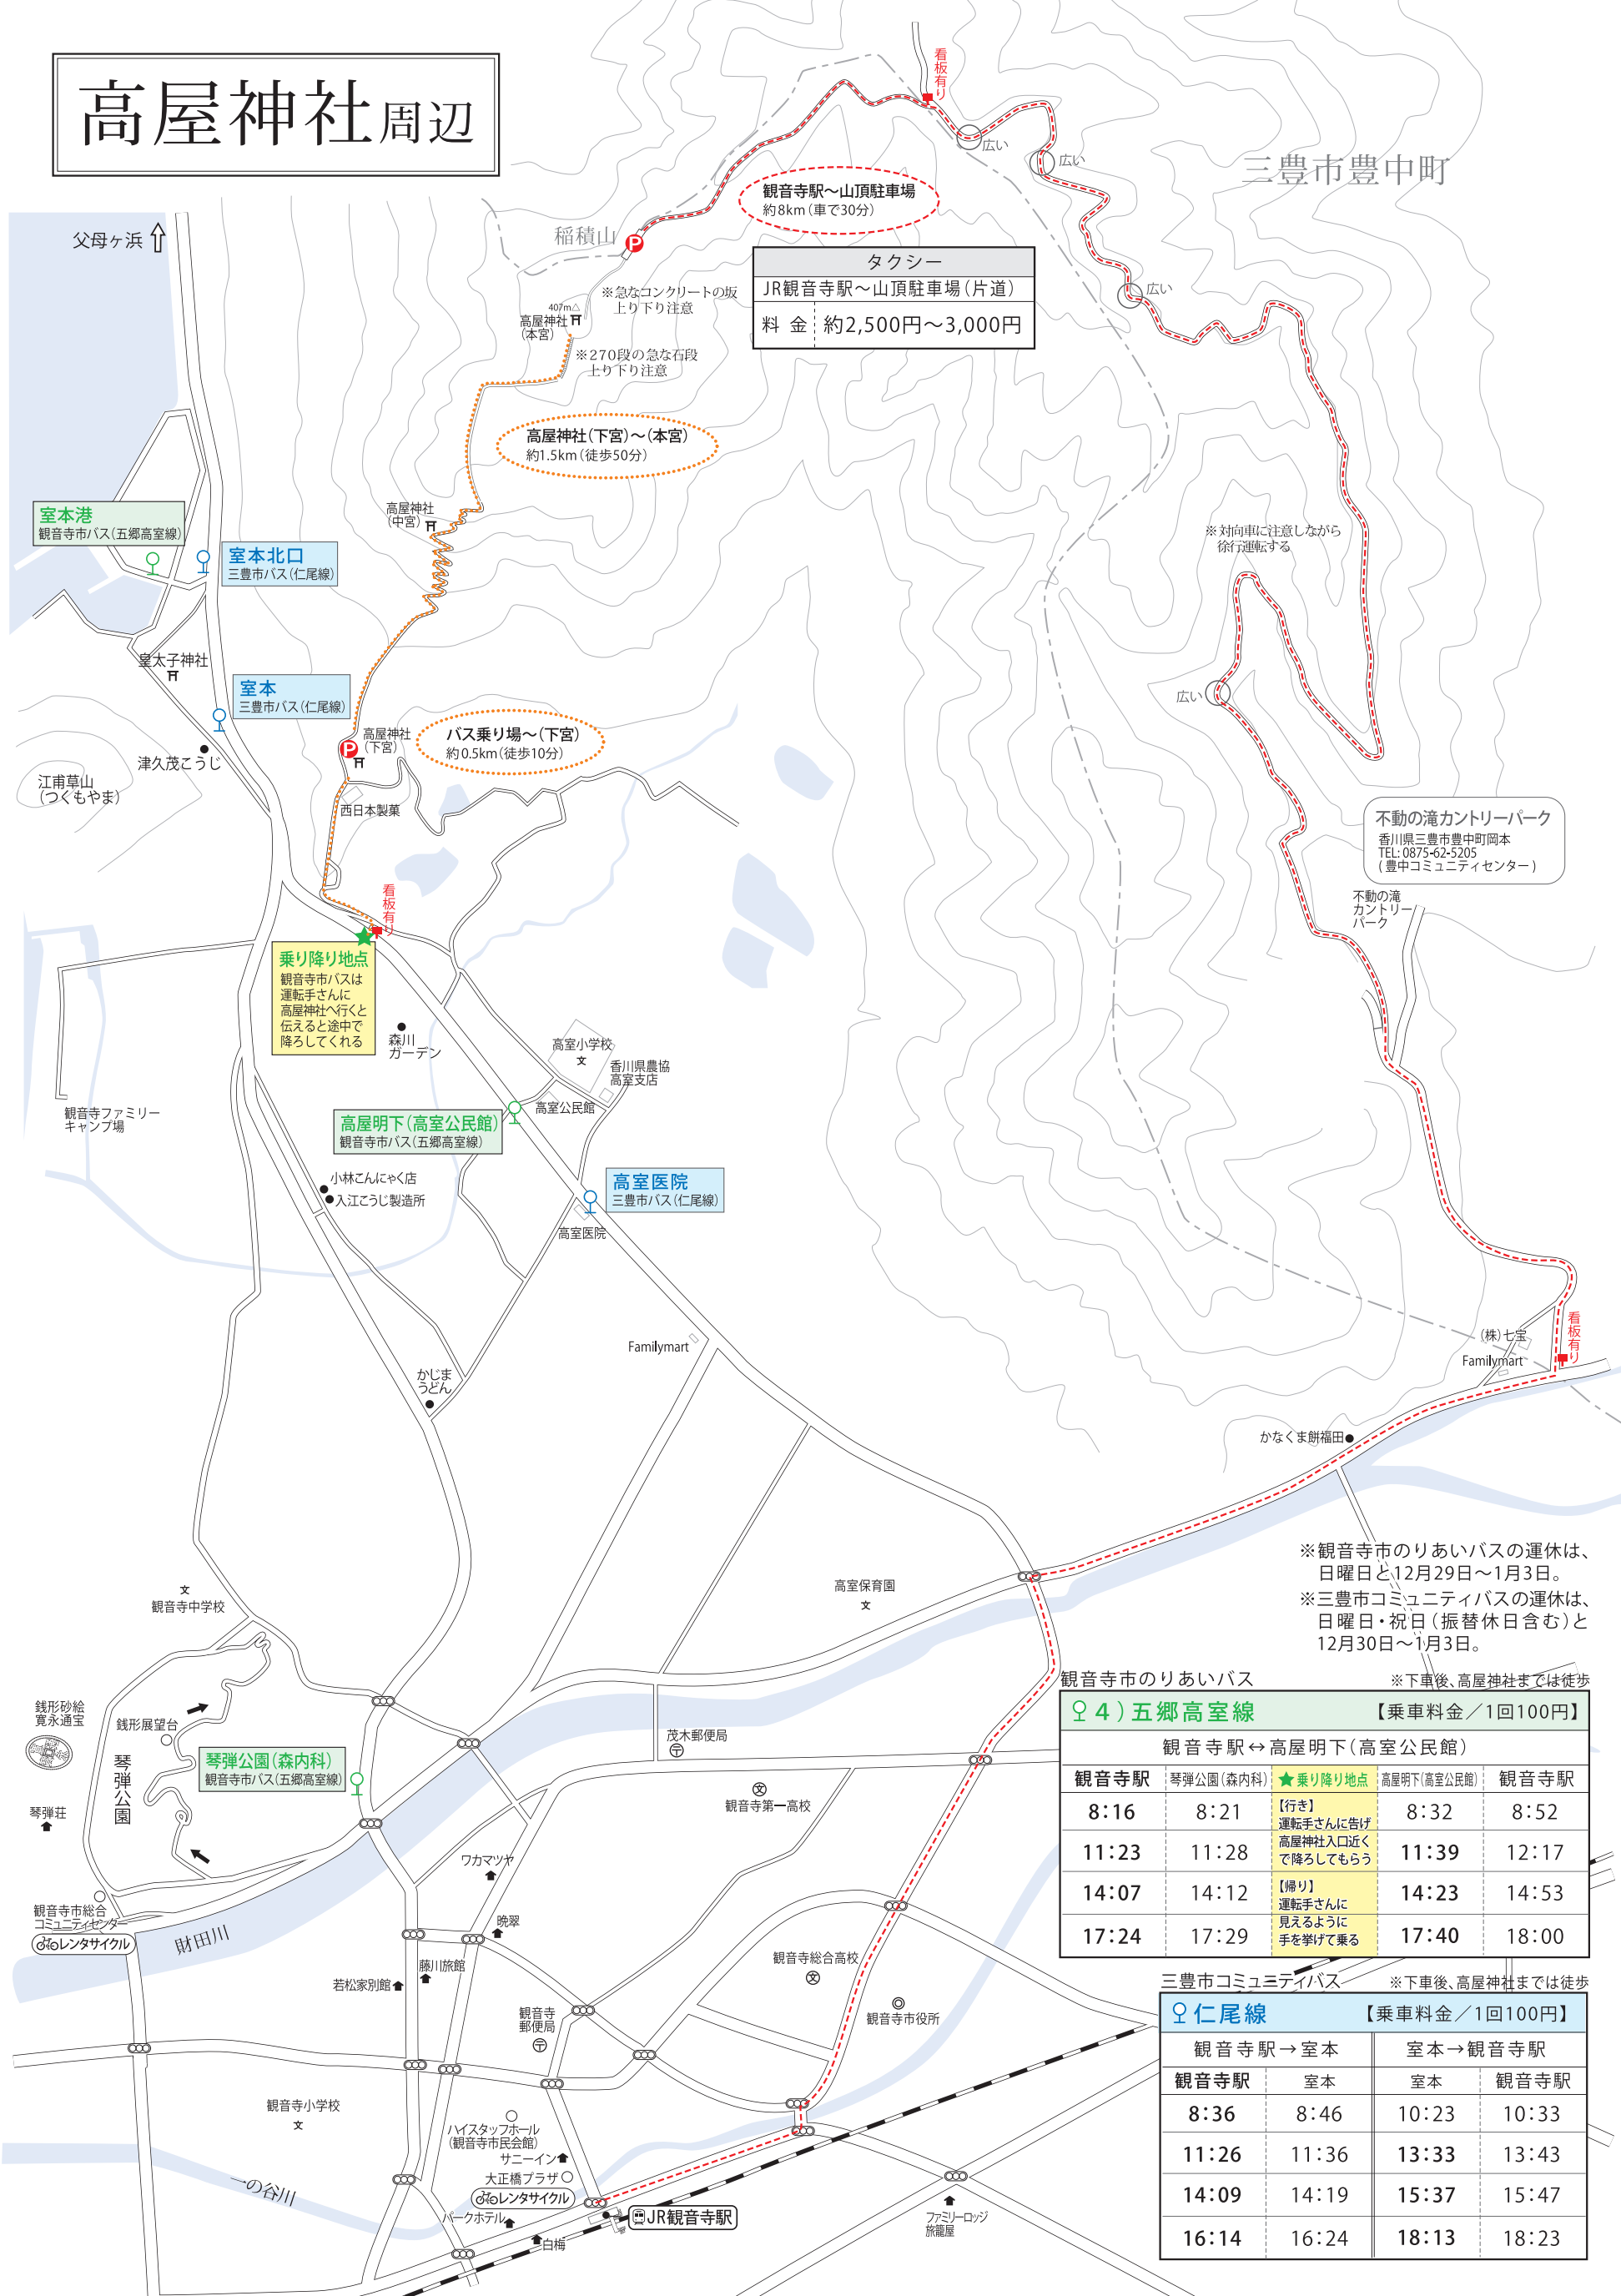 高屋神社周辺
看板有り
三豊市豊中町
広い
広い
広い
父母ヶ浜
稲積山
P
観音寺駅～山頂駐車場
約8km（車で30分）
タクシー
JR観音寺駅～山頂駐車場（片道）
料金 約2,500円～3,000円
※急なコンクリートの坂
上り下り注意
407m△
高屋神社
（本宮）
※270段の急な石段
上り下り注意
高屋神社（下宮）～（本宮）
約1.5km（徒歩50分）
高屋神社
（中宮）
室本港
観音寺市バス（五郷高室線）
室本北口
三豊市バス（仁尾線）
※対向車に注意しながら
徐行運転する
皇太子神社
室本
三豊市バス（仁尾線）
広い
津久茂こうじ
江甫草山
（つくもやま）
P
高屋神社
（下宮）
バス乗り場～（下宮）
約0.5km（徒歩10分）
西日本製菓
不動の滝カントリーパーク
香川県三豊市豊中町岡本
TEL: 0875-62-5205
（豊中コミュニティセンター）
不動の滝
カントリー
パーク
看板有り
乗り降り地点
観音寺市バスは
運転手さんに
高屋神社へ行くと
伝えると途中で
降ろしてくれる
森川
ガーデン
高室小学校
文
香川県農協
高室支店
高室公民館
観音寺ファミリー
キャンプ場
高屋明下（高室公民館）
観音寺市バス（五郷高室線）
小林こんにゃく店
入江こうじ製造所
高室医院
三豊市バス（仁尾線）
高室医院
Familymart
かじま
うどん
（株）七宝
Familymart
看板有り
かなくま餅福田
高室保育園
文
文
観音寺中学校
※観音寺市のりあいバスの運休は、
日曜日と12月29日～1月3日。
※三豊市コミュニティバスの運休は、
日曜日・祝日（振替休日含む）と
12月30日～1月3日。
銭形砂絵
寛永通宝
銭形展望台
琴弾公園
琴弾荘
琴弾公園（森内科）
観音寺市バス（五郷高室線）
茂木郵便局
〒
文
観音寺第一高校
観音寺市のりあいバス ※下車後、高屋神社までは徒歩
4）五郷高室線 【乗車料金／1回100円】
観音寺駅↔高屋明下（高室公民館）
観音寺駅 琴弾公園（森内科） ★乗り降り地点 高屋明下（高室公民館） 観音寺駅
8:16 8:21 8:32 8:52
11:23 11:28 11:39 12:17
14:07 14:12 14:23 14:53
17:24 17:29 17:40 18:00
【行き】
運転手さんに告げ
高屋神社入口近く
で降ろしてもらう
【帰り】
運転手さんに
見えるように
手を挙げて乗る
ワカマツヤ
観音寺市総合
コミュニティセンター
レンタサイクル
財田川
晩翠
藤川旅館
若松家別館
観音寺
郵便局
〒
観音寺総合高校
文
観音寺市役所
三豊市コミュニティバス ※下車後、高屋神社までは徒歩
仁尾線 【乗車料金／1回100円】
観音寺駅→室本 室本→観音寺駅
観音寺駅 室本 室本 観音寺駅
8:36 8:46 10:23 10:33
11:26 11:36 13:33 13:43
14:09 14:19 15:37 15:47
16:14 16:24 18:13 18:23
観音寺小学校
文
ハイスタッフホール
（観音寺市民会館）
サニーイン
大正橋プラザ
レンタサイクル
一の谷川
パークホテル
白梅
JR観音寺駅
ファミリーロッジ
旅籠屋